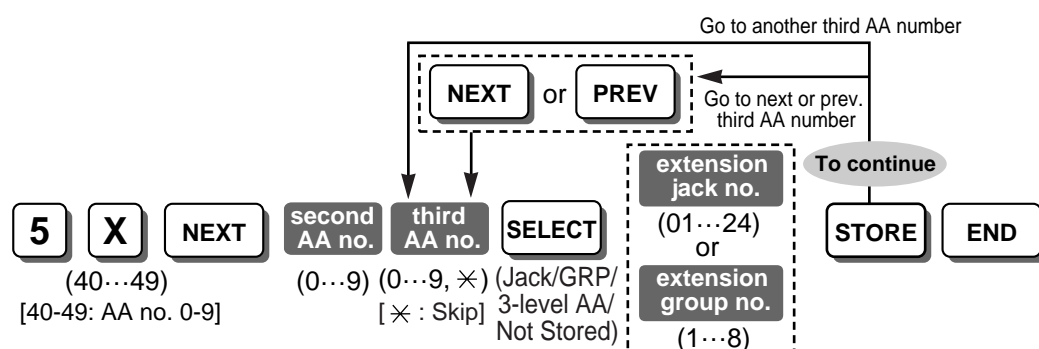 Go to another third AA number
NEXT or PREV
Go to next or prev.
third AA number
To continue
extension
jack no.
5 X NEXT
second
AA no.
third
AA no.
SELECT
(01···24)
or
extension
group no.
(1···8)
STORE END
(40···49)
[40-49: AA no. 0-9]
(0···9)
(0···9, ✳)
[ ✳ : Skip]
(Jack/GRP/
3-level AA/
Not Stored)